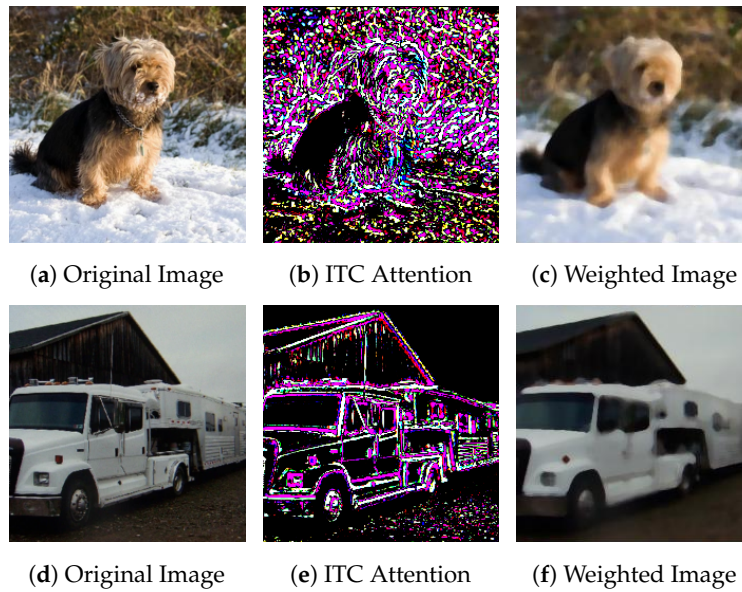 (a) Original Image
(b) ITC Attention
(c) Weighted Image
(d) Original Image
(e) ITC Attention
(f) Weighted Image